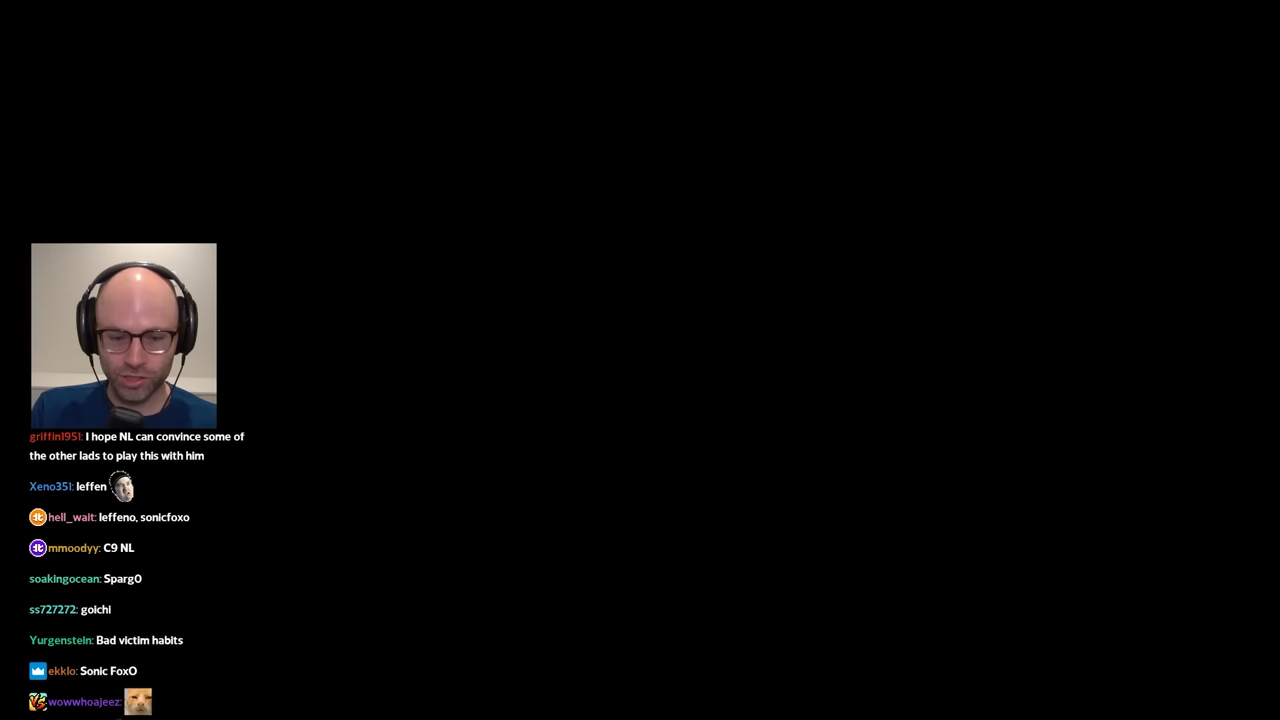 griffin1951: I hope NL can convince some of
the other lads to play this with him
Xeno351: leffen
hell_wait: leffeno, sonicfoxo
mmoodyy: C9 NL
soakingocean: Sparg0
ss727272: goichi
Yurgenstein: Bad victim habits
ekklo: Sonic FoxO
wowwhoajeez: